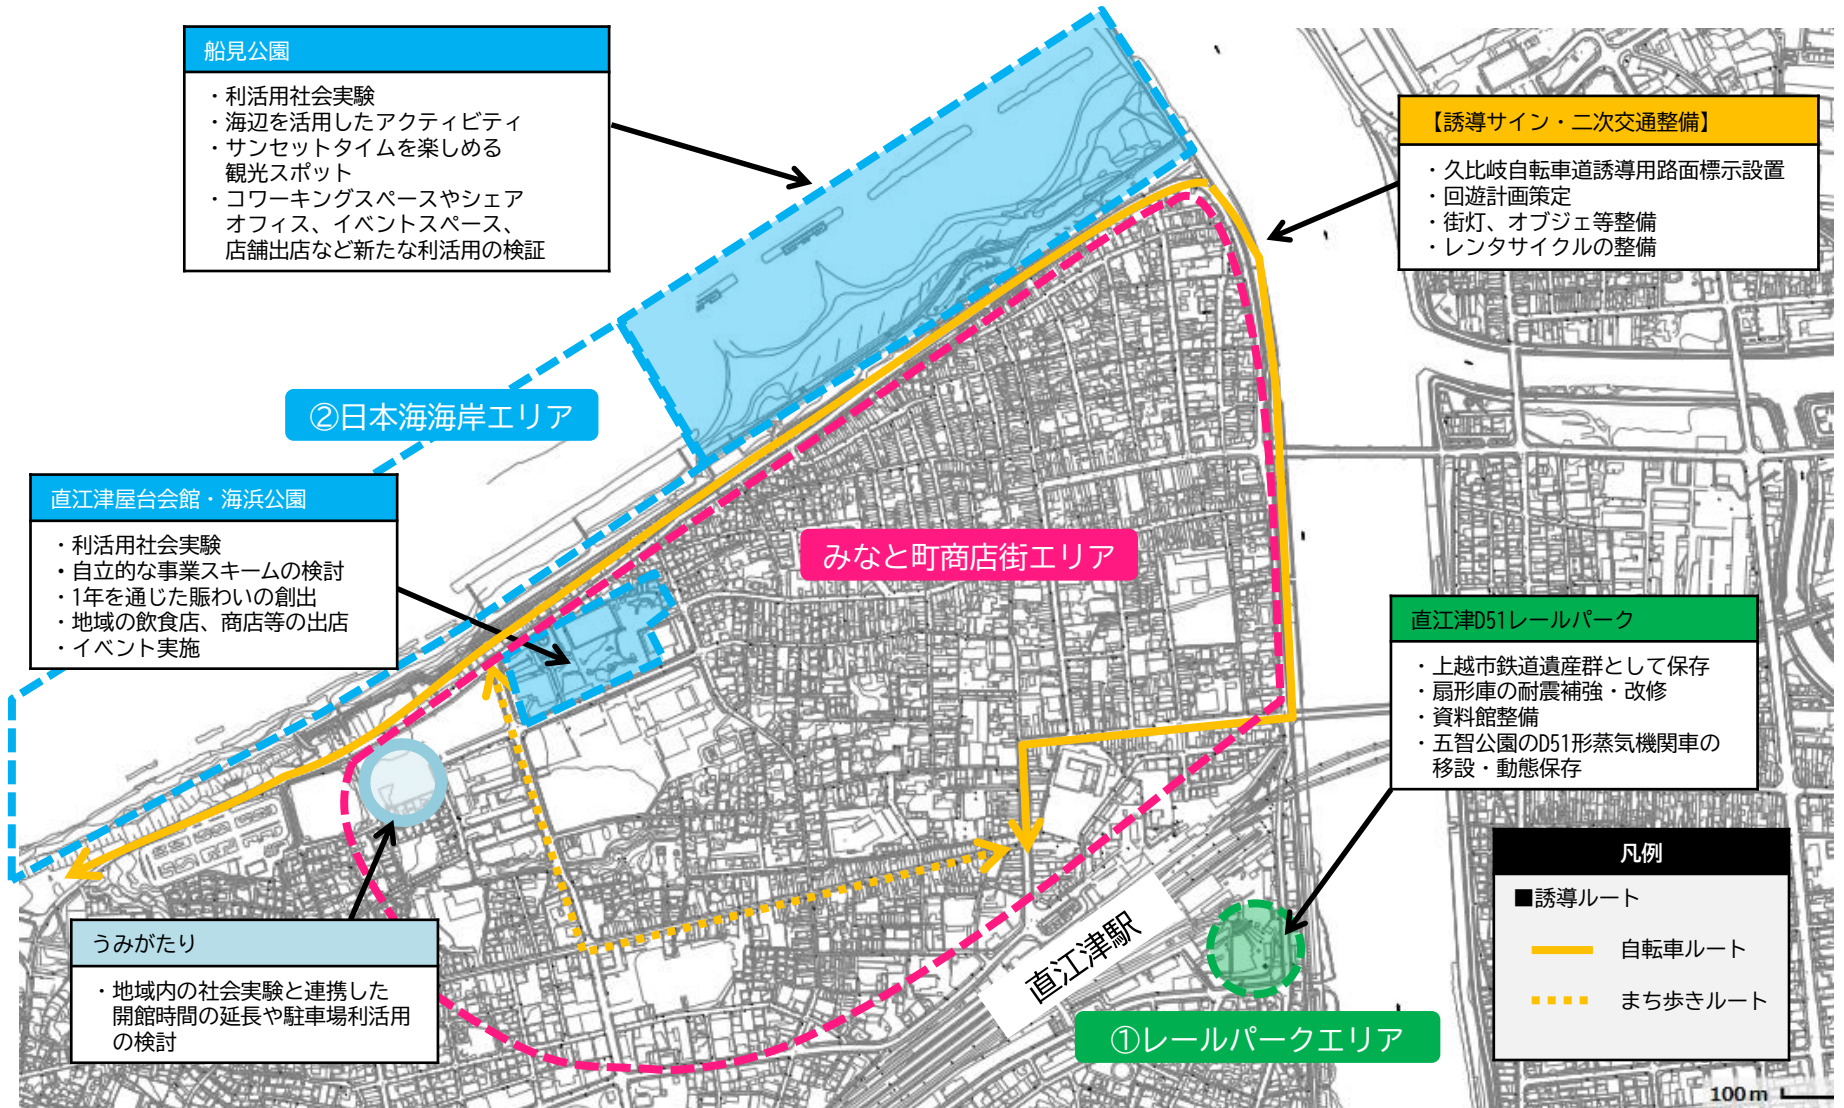 船見公園
・利活用社会実験
・海辺を活用したアクティビティ
・サンセットタイムを楽しめる
観光スポット
・コワーキングスペースやシェア
オフィス、イベントスペース、
店舗出店など新たな利活用の検証
【誘導サイン・二次交通整備】
・久比岐自転車道誘導用路面標示設置
・回遊計画策定
・街灯、オブジェ等整備
・レンタサイクルの整備
②日本海海岸エリア
直江津屋台会館・海浜公園
・利活用社会実験
・自立的な事業スキームの検討
・1年を通じた賑わいの創出
・地域の飲食店、商店等の出店
・イベント実施
みなと町商店街エリア
直江津D51レールパーク
・上越市鉄道遺産群として保存
・扇形庫の耐震補強・改修
・資料館整備
・五智公園のD51形蒸気機関車の
移設・動態保存
うみがたり
・地域内の社会実験と連携した
開館時間の延長や駐車場利活用
の検討
直江津駅
①レールパークエリア
凡例
■誘導ルート
自転車ルート
まち歩きルート
100m